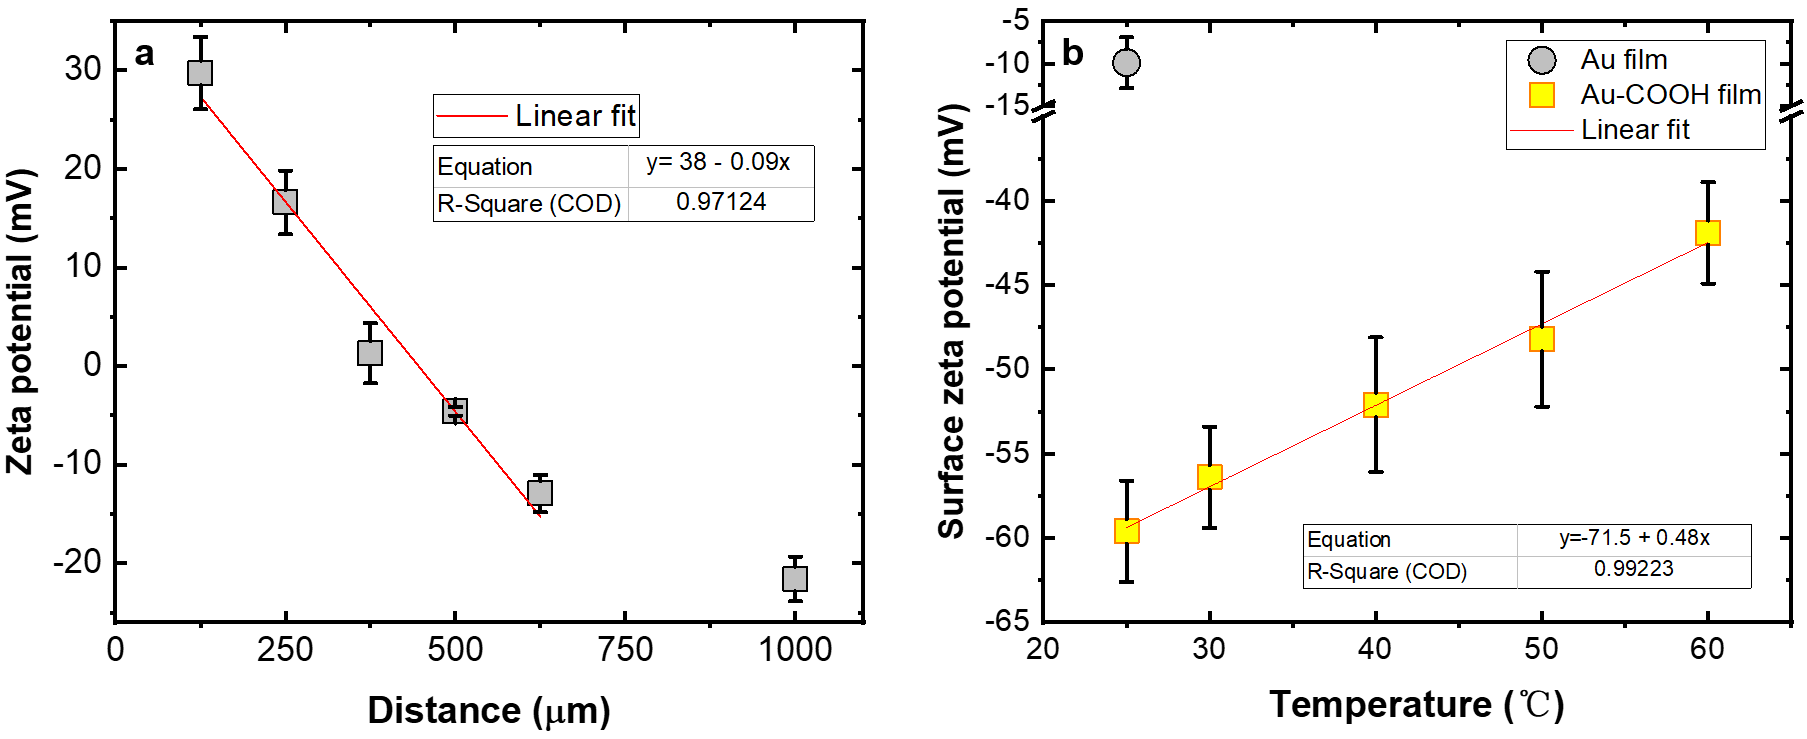 a
30
20
10
0
-10
-20
0
250
500
750
1000
Zeta potential (mV)
Distance (μm)
Linear fit
Equation y= 38 - 0.09x
R-Square (COD) 0.97124
b
-5
-10
-15
-40
-45
-50
-55
-60
-65
20
30
40
50
60
Surface zeta potential (mV)
Temperature (℃)
Au film
Au-COOH film
Linear fit
Equation y=-71.5 + 0.48x
R-Square (COD) 0.99223